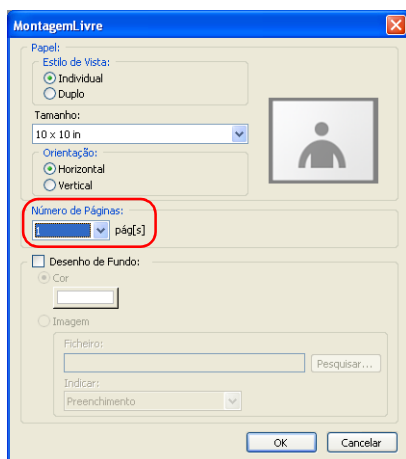 MontagemLivre
Papel:
Estilo de Vista:
Individual
Duplo
Tamanho:
10 x 10 in
Orientação:
Horizontal
Vertical
Número de Páginas:
1 pág[s]
Desenho de Fundo:
Cor
Imagem
Ficheiro:
Pesquisar...
Indicar:
Preenchimento
OK Cancelar